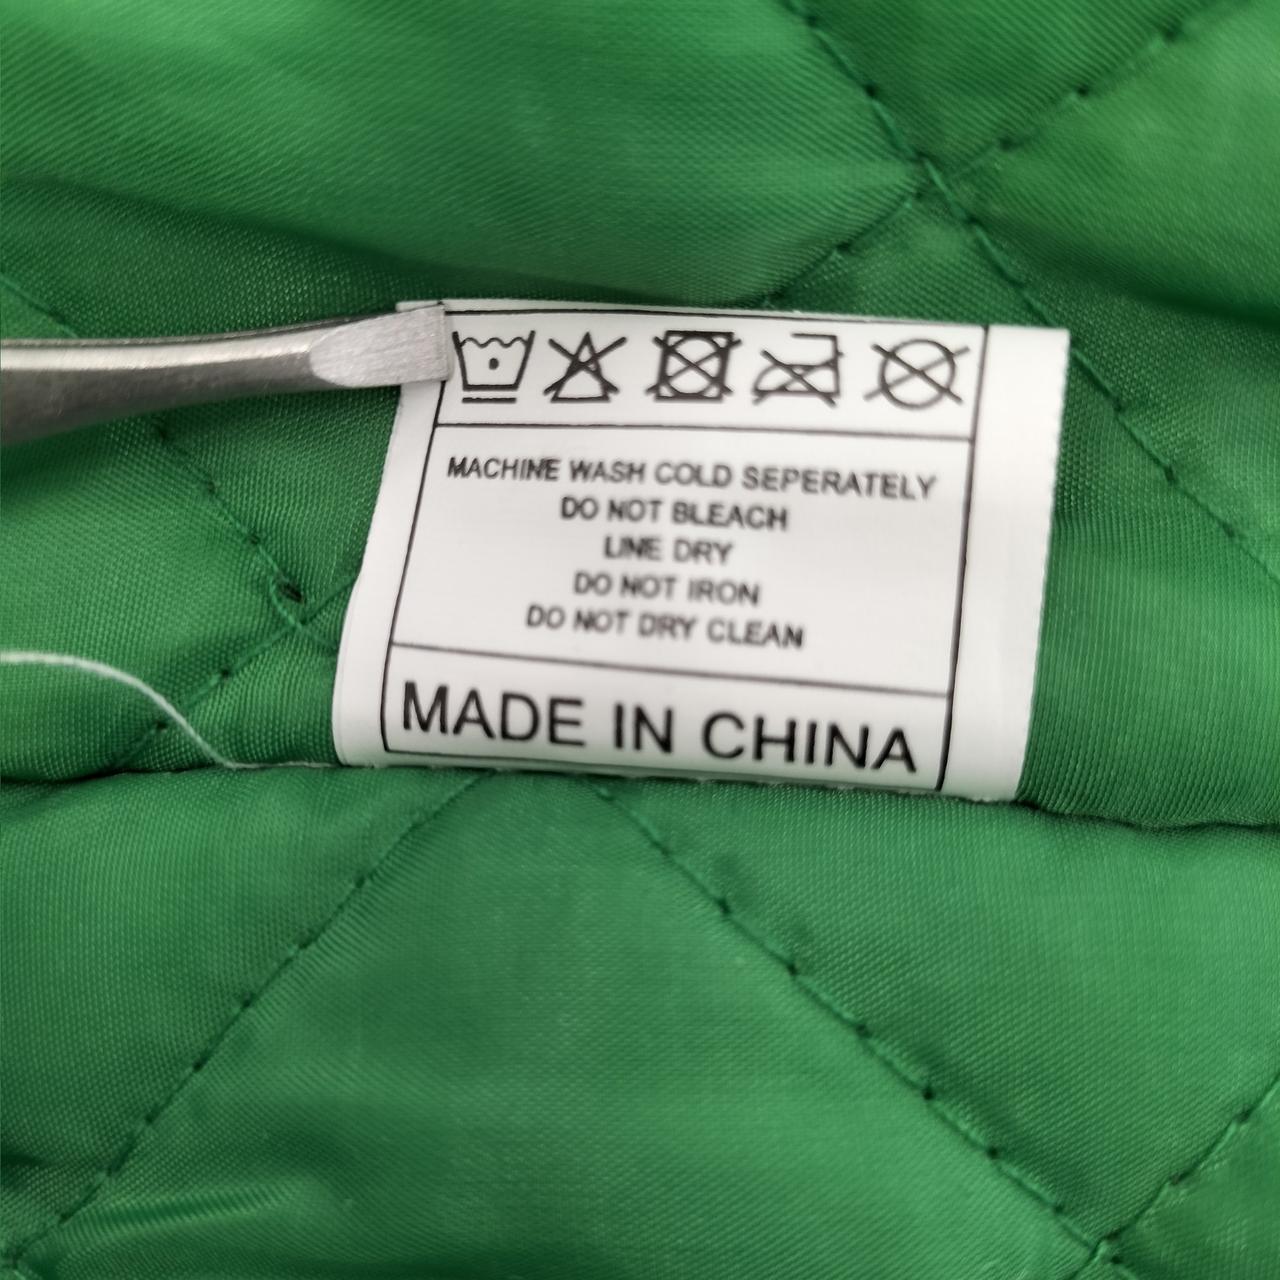 MACHINE WASH COLD SEPERATELY
DO NOT BLEACH
LINE DRY
DO NOT IRON
DO NOT DRY CLEAN
MADE IN CHINA